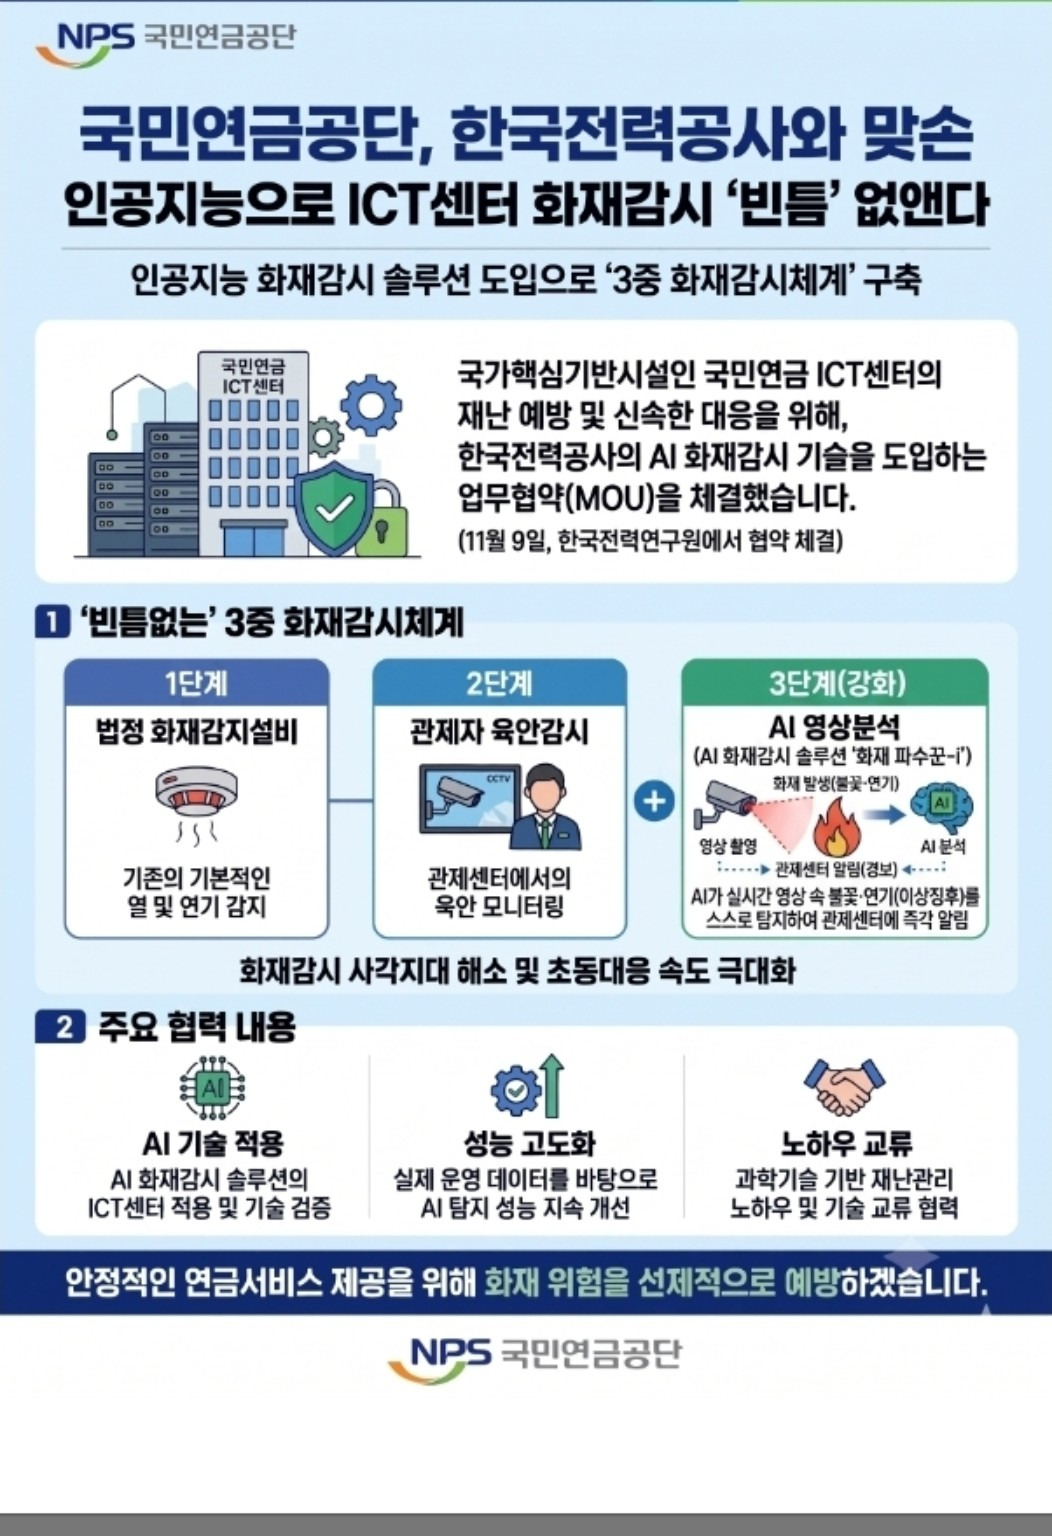 NPS 국민연금공단
국민연금공단, 한국전력공사와 맞손
인공지능으로 ICT센터 화재감시 ‘빈틈’ 없앤다
인공지능 화재감시 솔루션 도입으로 ‘3중 화재감시체계’ 구축
국민연금
ICT센터
국가핵심기반시설인 국민연금 ICT센터의
재난 예방 및 신속한 대응을 위해,
한국전력공사의 AI 화재감시 기슬을 도입하는
업무협약(MOU)을 체결했습니다.
(11월 9일, 한국전력연구원에서 협약 체결)
1 ‘빈틈없는’ 3중 화재감시체계
1단계
법정 화재감지설비
기존의 기본적인
열 및 연기 감지
2단계
관제자 육안감시
CCTV
관제센터에서의
육안 모니터링
3단계(강화)
AI 영상분석
(AI 화재감시 솔루션 ‘화재 파수꾼-i’)
화재 발생(불꽃·연기)
AI
영상 촬영
AI 분석
관제센터 알림(경보)
AI가 실시간 영상 속 불꽃·연기(이상징후)를
스스로 탐지하여 관제센터에 즉각 알림
화재감시 사각지대 해소 및 초동대응 속도 극대화
2 주요 협력 내용
AI
AI 기술 적용
AI 화재감시 솔루션의
ICT센터 적용 및 기술 검증
성능 고도화
실제 운영 데이터를 바탕으로
AI 탐지 성능 지속 개선
노하우 교류
과학기슬 기반 재난관리
노하우 및 기술 교류 협력
안정적인 연금서비스 제공을 위해 화재 위험을 선제적으로 예방하겠습니다.
NPS 국민연금공단